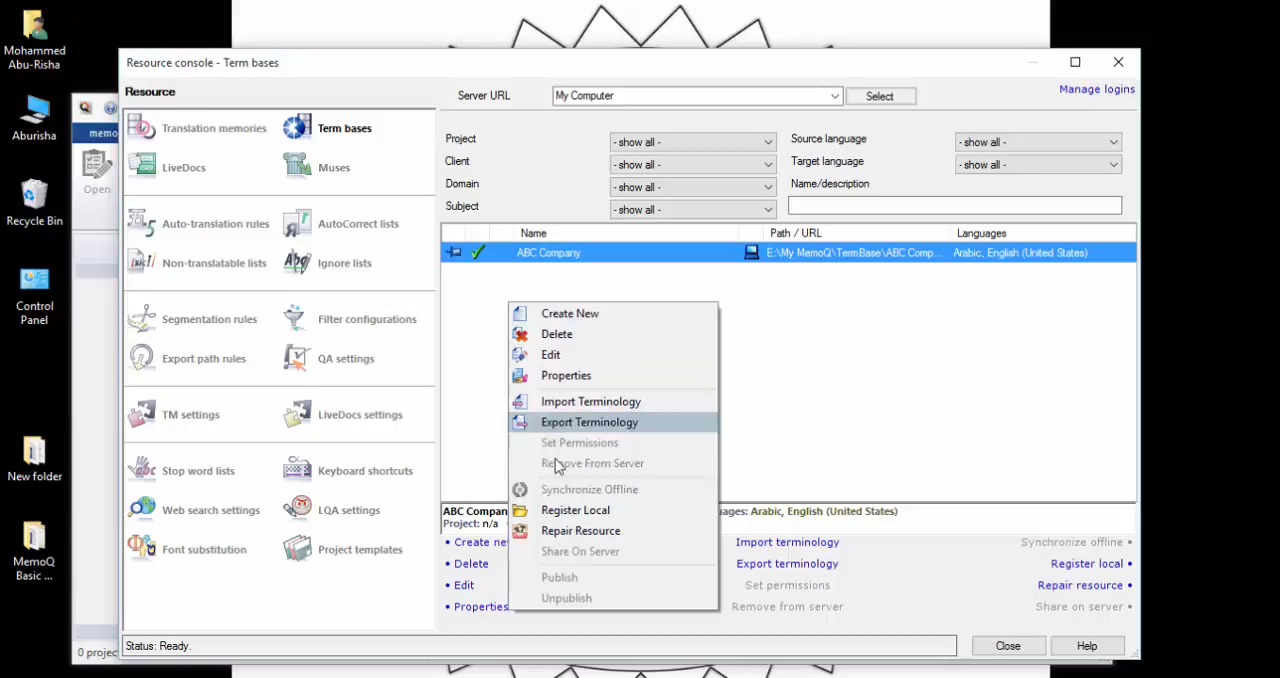 Mohammed
Abu-Risha
Aburisha
Recycle Bin
Control
Panel
New folder
MemoQ
Basic ...
memo
Open
0 projec
Resource console - Term bases
Resource
Translation memories
Term bases
LiveDocs
Muses
Auto-translation rules
AutoCorrect lists
Non-translatable lists
Ignore lists
Segmentation rules
Filter configurations
Export path rules
QA settings
TM settings
LiveDocs settings
Stop word lists
Keyboard shortcuts
Web search settings
LQA settings
Font substitution
Project templates
Server URL
My Computer
Select
Manage logins
Project
- show all -
Source language
- show all -
Client
- show all -
Target language
- show all -
Domain
- show all -
Name/description
Subject
- show all -
Name
Path / URL
Languages
ABC Company
E:\My MemoQ\TermBase\ABC Comp...
Arabic, English (United States)
Create New
Delete
Edit
Properties
Import Terminology
Export Terminology
Set Permissions
Remove From Server
Synchronize Offline
Register Local
Repair Resource
Share On Server
Publish
Unpublish
ABC Compan
uages: Arabic, English (United States)
Project: n/a
• Create ne
Import terminology
Synchronize offline •
• Delete
Export terminology
Register local •
• Edit
Set permissions
Repair resource •
• Properties
Remove from server
Share on server •
Status: Ready.
Close
Help